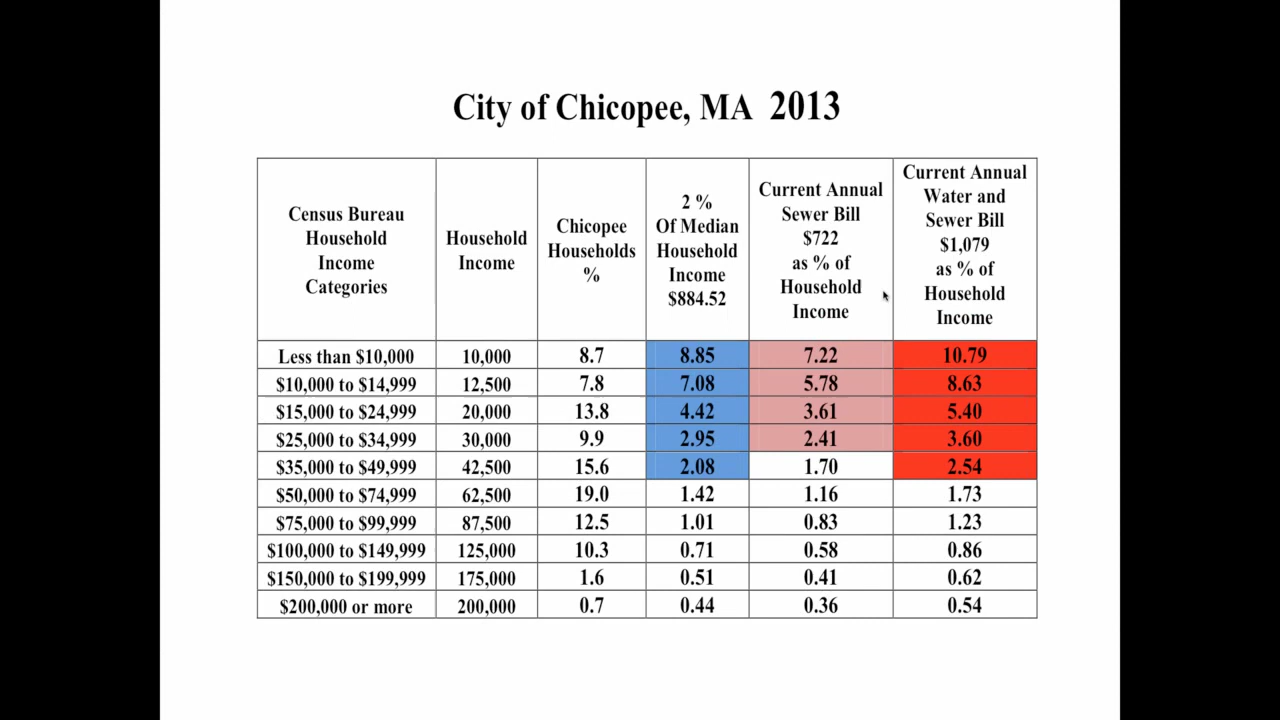 City of Chicopee, MA 2013
Census Bureau
Household
Income
Categories
Household
Income
Chicopee
Households
%
2 %
Of Median
Household
Income
$884.52
Current Annual
Sewer Bill
$722
as % of
Household
Income
Current Annual
Water and
Sewer Bill
$1,079
as % of
Household
Income
Less than $10,000 10,000 8.7 8.85 7.22 10.79
$10,000 to $14,999 12,500 7.8 7.08 5.78 8.63
$15,000 to $24,999 20,000 13.8 4.42 3.61 5.40
$25,000 to $34,999 30,000 9.9 2.95 2.41 3.60
$35,000 to $49,999 42,500 15.6 2.08 1.70 2.54
$50,000 to $74,999 62,500 19.0 1.42 1.16 1.73
$75,000 to $99,999 87,500 12.5 1.01 0.83 1.23
$100,000 to $149,999 125,000 10.3 0.71 0.58 0.86
$150,000 to $199,999 175,000 1.6 0.51 0.41 0.62
$200,000 or more 200,000 0.7 0.44 0.36 0.54